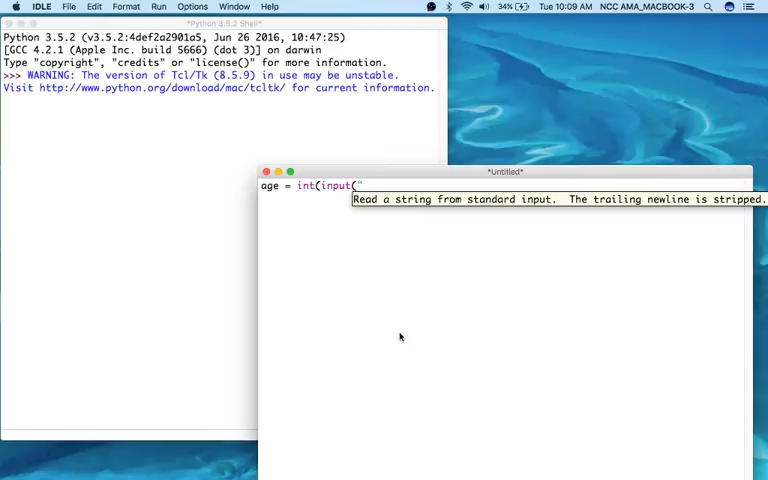 IDLE File Edit Format Run Options Window Help 34% Tue 10:09 AM NCC AMA_MACBOOK-3
*Python 3.5.2 Shell*
Python 3.5.2 (v3.5.2:4def2a2901a5, Jun 26 2016, 10:47:25)
[GCC 4.2.1 (Apple Inc. build 5666) (dot 3)] on darwin
Type "copyright", "credits" or "license()" for more information.
>>> WARNING: The version of Tcl/Tk (8.5.9) in use may be unstable.
Visit http://www.python.org/download/mac/tcltk/ for current information.
*Untitled*
age = int(input("
Read a string from standard input.  The trailing newline is stripped.